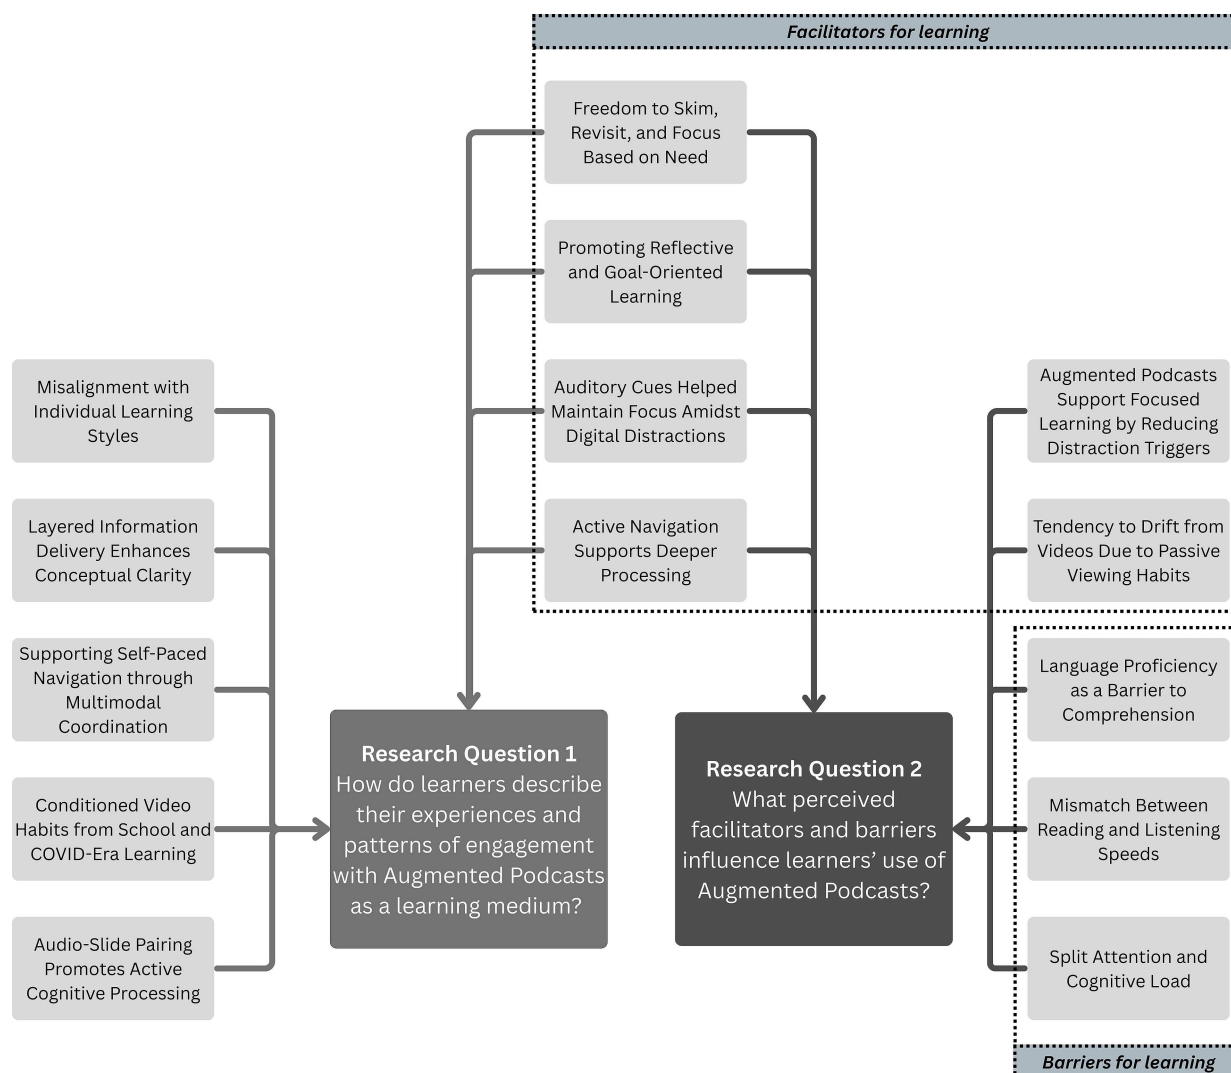 Facilitators for learning
Freedom to Skim,
Revisit, and Focus
Based on Need
Promoting Reflective
and Goal-Oriented
Learning
Auditory Cues Helped
Maintain Focus Amidst
Digital Distractions
Active Navigation
Supports Deeper
Processing
Misalignment with
Individual Learning
Styles
Layered Information
Delivery Enhances
Conceptual Clarity
Supporting Self-Paced
Navigation through
Multimodal
Coordination
Conditioned Video
Habits from School and
COVID-Era Learning
Audio-Slide Pairing
Promotes Active
Cognitive Processing
Research Question 1
How do learners describe
their experiences and
patterns of engagement
with Augmented Podcasts
as a learning medium?
Research Question 2
What perceived
facilitators and barriers
influence learners’ use of
Augmented Podcasts?
Augmented Podcasts
Support Focused
Learning by Reducing
Distraction Triggers
Tendency to Drift from
Videos Due to Passive
Viewing Habits
Language Proficiency
as a Barrier to
Comprehension
Mismatch Between
Reading and Listening
Speeds
Split Attention and
Cognitive Load
Barriers for learning